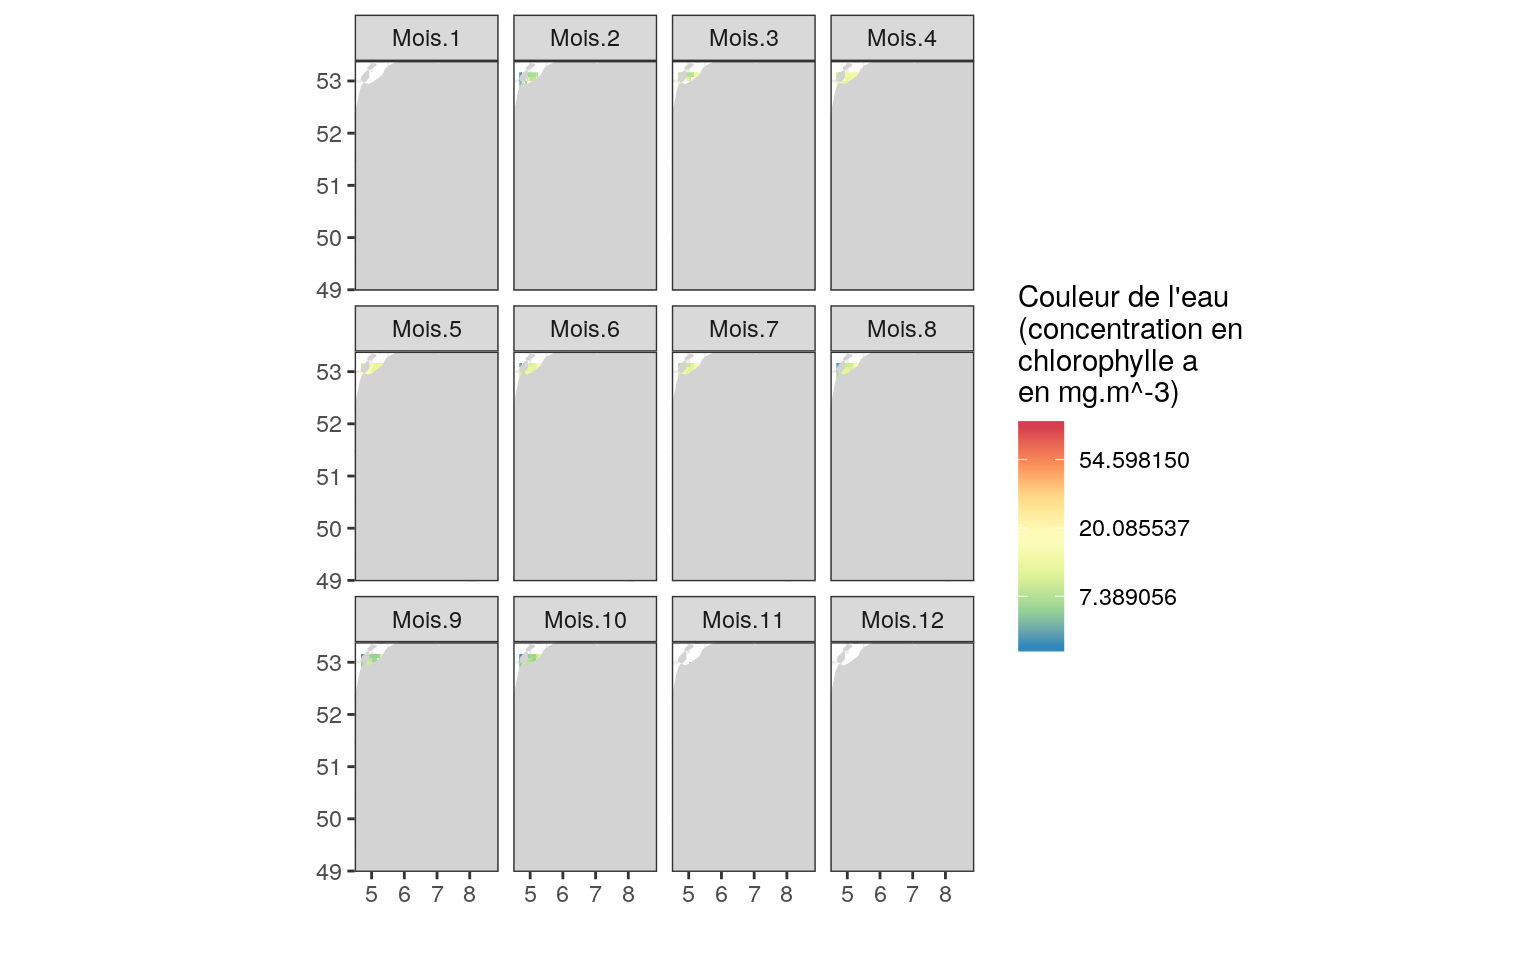 Mois.1 Mois.2 Mois.3 Mois.4
53
52
51
50
49
Mois.5 Mois.6 Mois.7 Mois.8
53
52
51
50
49
Mois.9 Mois.10 Mois.11 Mois.12
53
52
51
50
49
5 6 7 8 5 6 7 8 5 6 7 8 5 6 7 8
Couleur de l'eau
(concentration en
chlorophylle a
en mg.m^-3)
54.598150
20.085537
7.389056